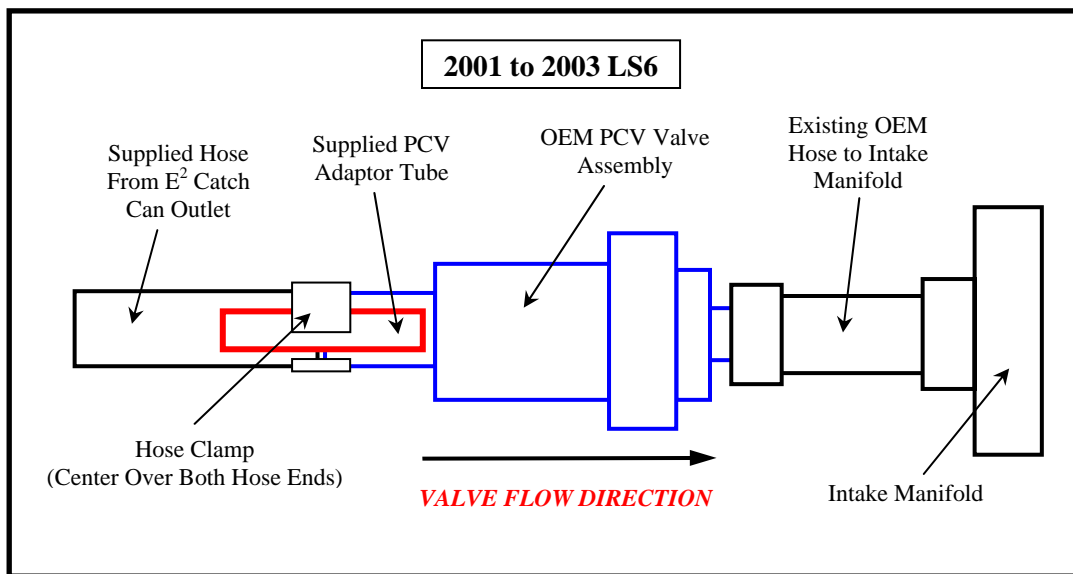 2001 to 2003 LS6
Supplied Hose
From E² Catch
Can Outlet
Supplied PCV
Adaptor Tube
OEM PCV Valve
Assembly
Existing OEM
Hose to Intake
Manifold
Hose Clamp
(Center Over Both Hose Ends)
VALVE FLOW DIRECTION
Intake Manifold